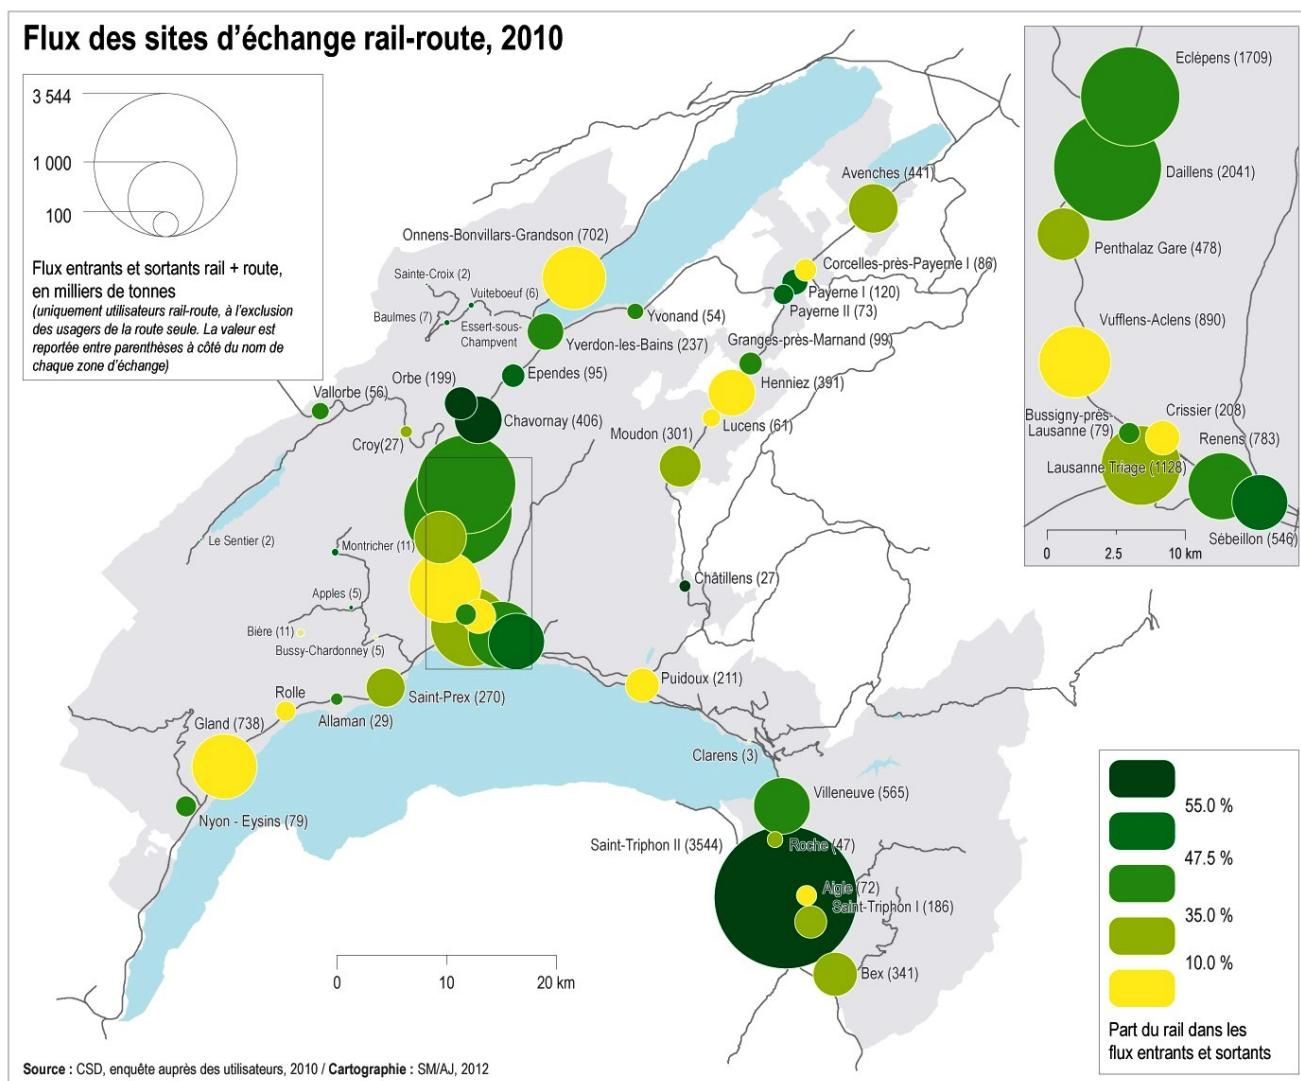 Flux des sites d’échange rail-route, 2010
3 544
1 000
100
Flux entrants et sortants rail + route,
en milliers de tonnes
(uniquement utilisateurs rail-route, à l'exclusion
des usagers de la route seule. La valeur est
reportée entre parenthèses à côté du nom de
chaque zone d'échange)
Avenches (441)
Onnens-Bonvillars-Grandson (702)
Corcelles-près-Payerne I (86)
Sainte-Croix (2)
Payerne I (120)
Vuiteboeuf (6)
Payerne II (73)
Baulmes (7)
Essert-sous-
Champvent
Yvonand (54)
Yverdon-les-Bains (237)
Granges-près-Marnand (99)
Ependes (95)
Orbe (199)
Henniez (391)
Vallorbe (56)
Chavornay (406)
Lucens (61)
Croy(27)
Moudon (301)
Le Sentier (2)
Montricher (11)
Châtillens (27)
Apples (5)
Bière (11)
Bussy-Chardonney (5)
Puidoux (211)
Rolle
Saint-Prex (270)
Allaman (29)
Gland (738)
Clarens (3)
Nyon - Eysins (79)
Villeneuve (565)
Saint-Triphon II (3544)
Roche (47)
Aigle (72)
Saint-Triphon I (186)
Bex (341)
0
10
20 km
Eclépens (1709)
Daillens (2041)
Penthalaz Gare (478)
Vufflens-Aclens (890)
Bussigny-près-
Lausanne (79)
Crissier (208)
Renens (783)
Lausanne Triage (1128)
Sébeillon (546)
0
2.5
10 km
55.0 %
47.5 %
35.0 %
10.0 %
Part du rail dans les
flux entrants et sortants
Source : CSD, enquête auprès des utilisateurs, 2010 / Cartographie : SM/AJ, 2012